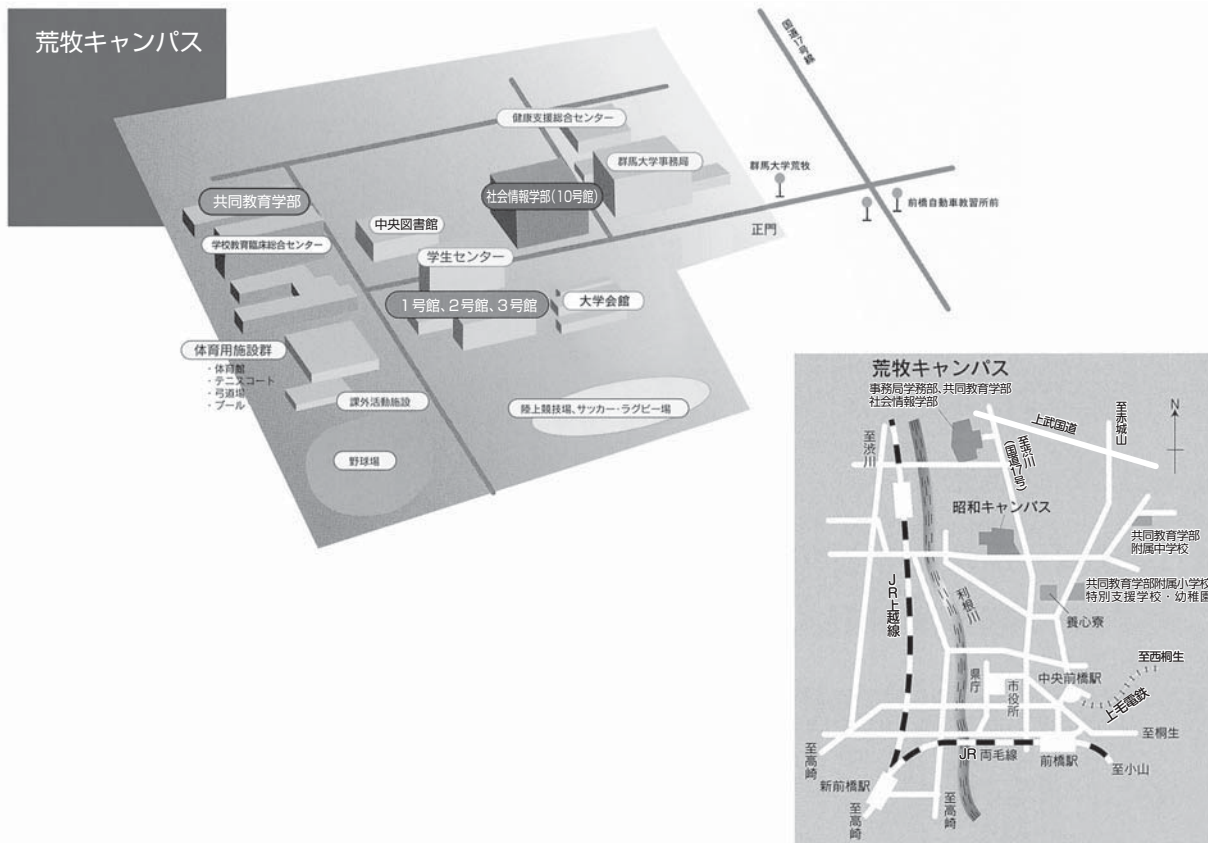 荒牧キャンパス
国道17号線
健康支援総合センター
群馬大学事務局
群馬大学荒牧
前橋自動車教習所前
正門
共同教育学部
社会情報学部(10号館)
中央図書館
学校教育臨床総合センター
学生センター
1号館、2号館、3号館
大学会館
体育用施設群
・体育館
・テニスコート
・弓道場
・プール
課外活動施設
陸上競技場、サッカー・ラグビー場
野球場
荒牧キャンパス
事務局学務部、共同教育学部
社会情報学部
至渋川
至渋川
(国道17号)
上武国道
至赤城山
N
昭和キャンパス
共同教育学部
附属中学校
共同教育学部附属小学校
特別支援学校・幼稚園
養心寮
JR上越線
利根川
県庁
市役所
中央前橋駅
至西桐生
上毛電鉄
至桐生
至高崎
JR両毛線
前橋駅
至小山
新前橋駅
至高崎
至高崎